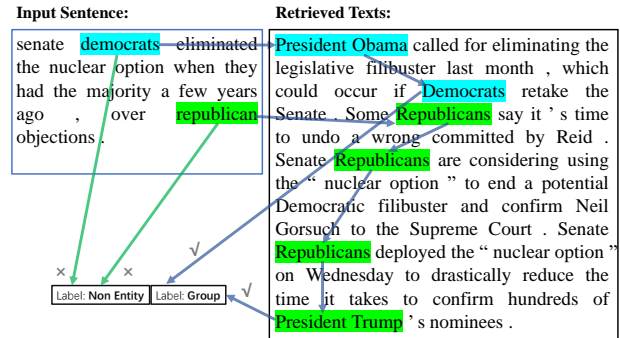 Input Sentence:
senate democrats eliminated
the nuclear option when they
had the majority a few years
ago , over republican
objections .
Retrieved Texts:
President Obama called for eliminating the
legislative filibuster last month , which
could occur if Democrats retake the
Senate . Some Republicans say it ’ s time
to undo a wrong committed by Reid .
Senate Republicans are considering using
the “ nuclear option ” to end a potential
Democratic filibuster and confirm Neil
Gorsuch to the Supreme Court . Senate
Republicans deployed the “ nuclear option ”
on Wednesday to drastically reduce the
time it takes to confirm hundreds of
President Trump ’ s nominees .
× × √ √
Label: Non Entity
Label: Group